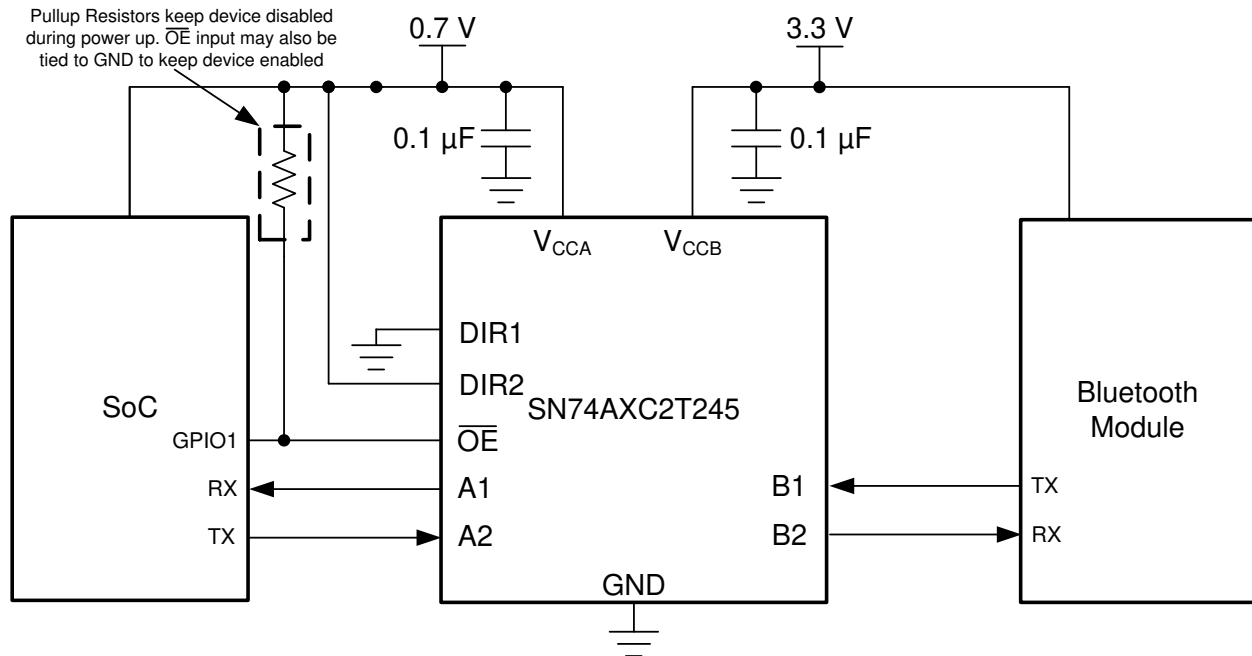 Pullup Resistors keep device disabled
during power up. O̅E̅ input may also be
tied to GND to keep device enabled
0.7 V
3.3 V
0.1 µF
0.1 µF
VCCA
VCCB
DIR1
DIR2
SN74AXC2T245
SoC
Bluetooth
Module
GPIO1
O̅E̅
RX
A1
B1
TX
TX
A2
B2
RX
GND